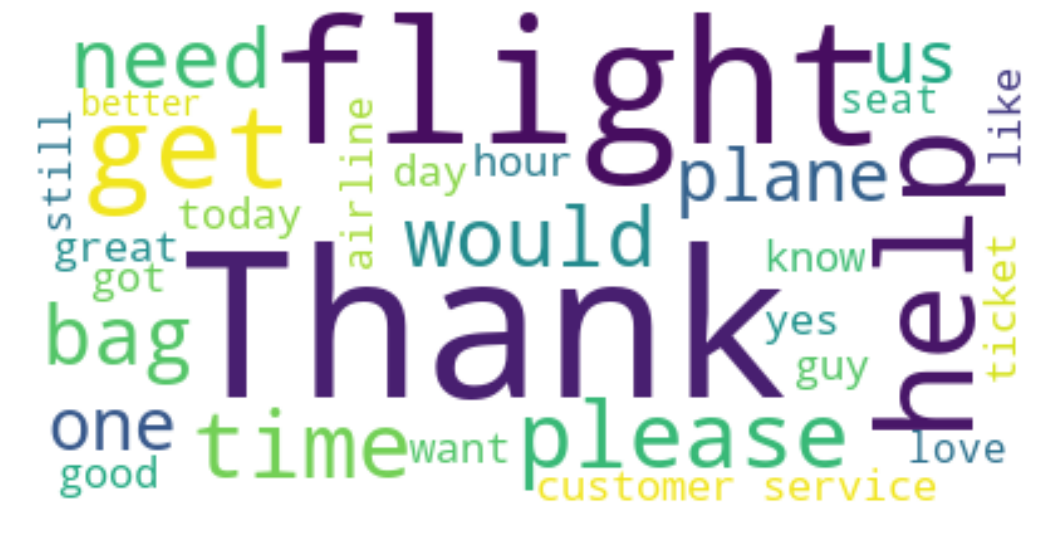 need
flight
us
better
seat
like
get
still
airline
day
hour
plane
help
today
would
great
got
know
ticket
Thank
bag
yes
guy
one
time
want
please
love
good
customer service